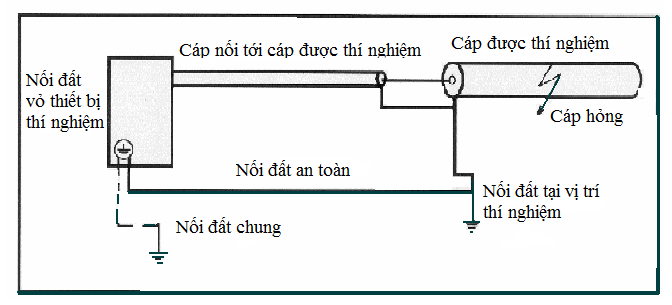 Cáp nối tới cáp được thí nghiệm
Cáp được thí nghiệm
Nối đất
vỏ thiết bị
thí nghiệm
Cáp hỏng
Nối đất an toàn
Nối đất tại vị trí
thí nghiệm
Nối đất chung